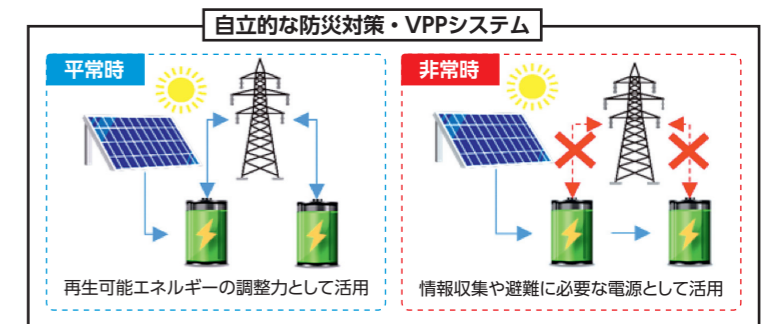 自立的な防災対策・VPPシステム
平常時
再生可能エネルギーの調整力として活用
非常時
情報収集や避難に必要な電源として活用